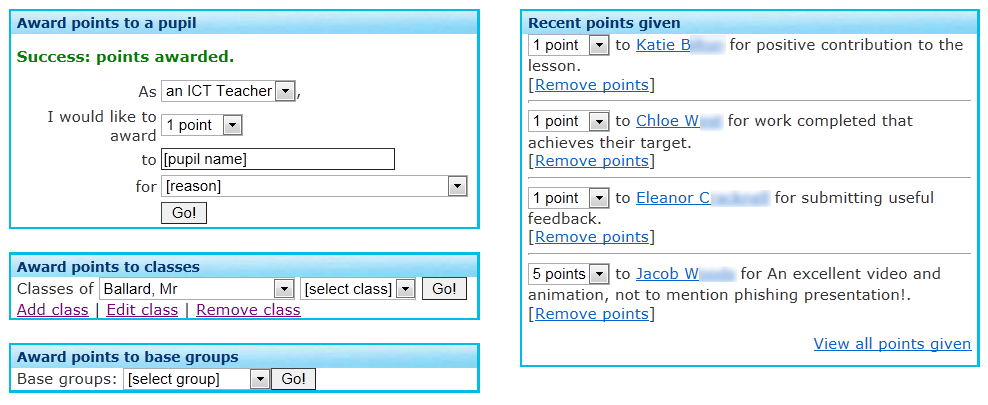 Award points to a pupil
Success: points awarded.
As an ICT Teacher ,
I would like to
award 1 point
to [pupil name]
for [reason]
Go!
Award points to classes
Classes of Ballard, Mr [select class] Go!
Add class | Edit class | Remove class
Award points to base groups
Base groups: [select group] Go!
Recent points given
1 point to Katie for positive contribution to the
lesson.
[Remove points]
1 point to Chloe for work completed that
achieves their target.
[Remove points]
1 point to Eleanor for submitting useful
feedback.
[Remove points]
5 points to Jacob for An excellent video and
animation, not to mention phishing presentation!.
[Remove points]
View all points given